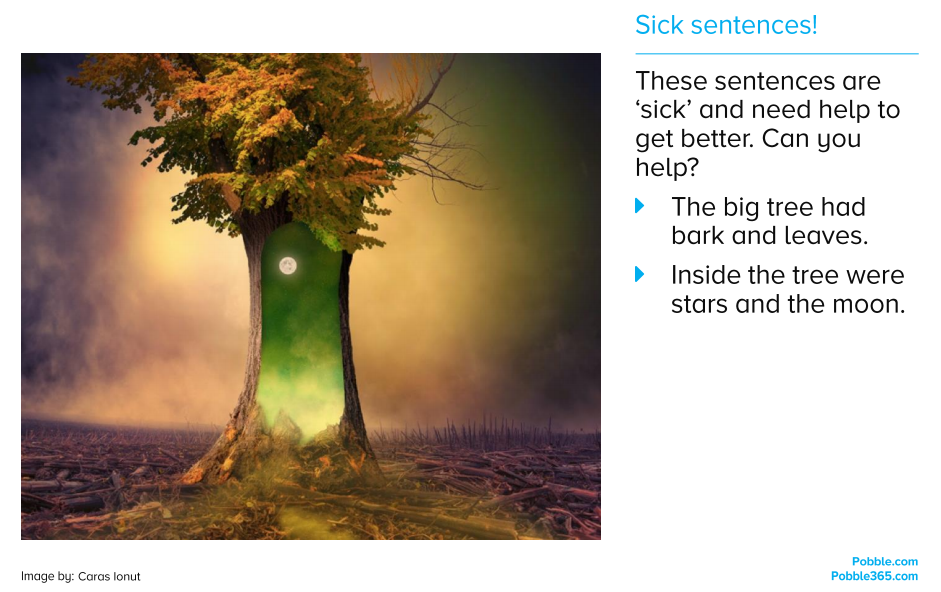 Sick sentences!
These sentences are
‘sick’ and need help to
get better. Can you
help?
The big tree had
bark and leaves.
Inside the tree were
stars and the moon.
Image by: Caras Ionut
Pobble.com
Pobble365.com